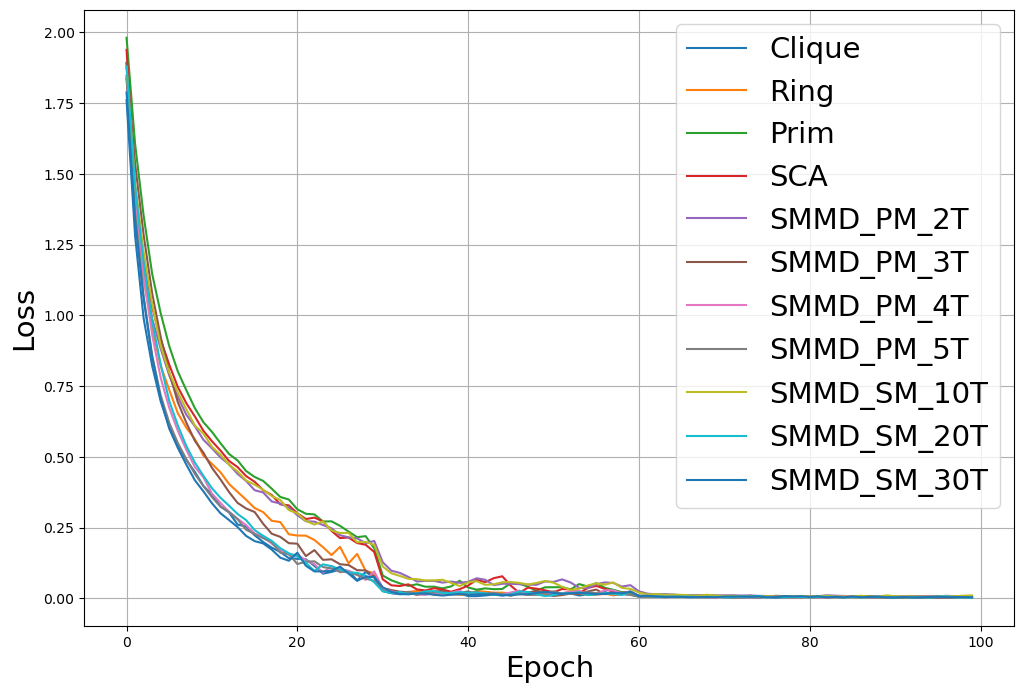 2.00
1.75
1.50
1.25
1.00
0.75
0.50
0.25
0.00
Loss
0
20
40
60
80
100
Epoch
Clique
Ring
Prim
SCA
SMMD_PM_2T
SMMD_PM_3T
SMMD_PM_4T
SMMD_PM_5T
SMMD_SM_10T
SMMD_SM_20T
SMMD_SM_30T